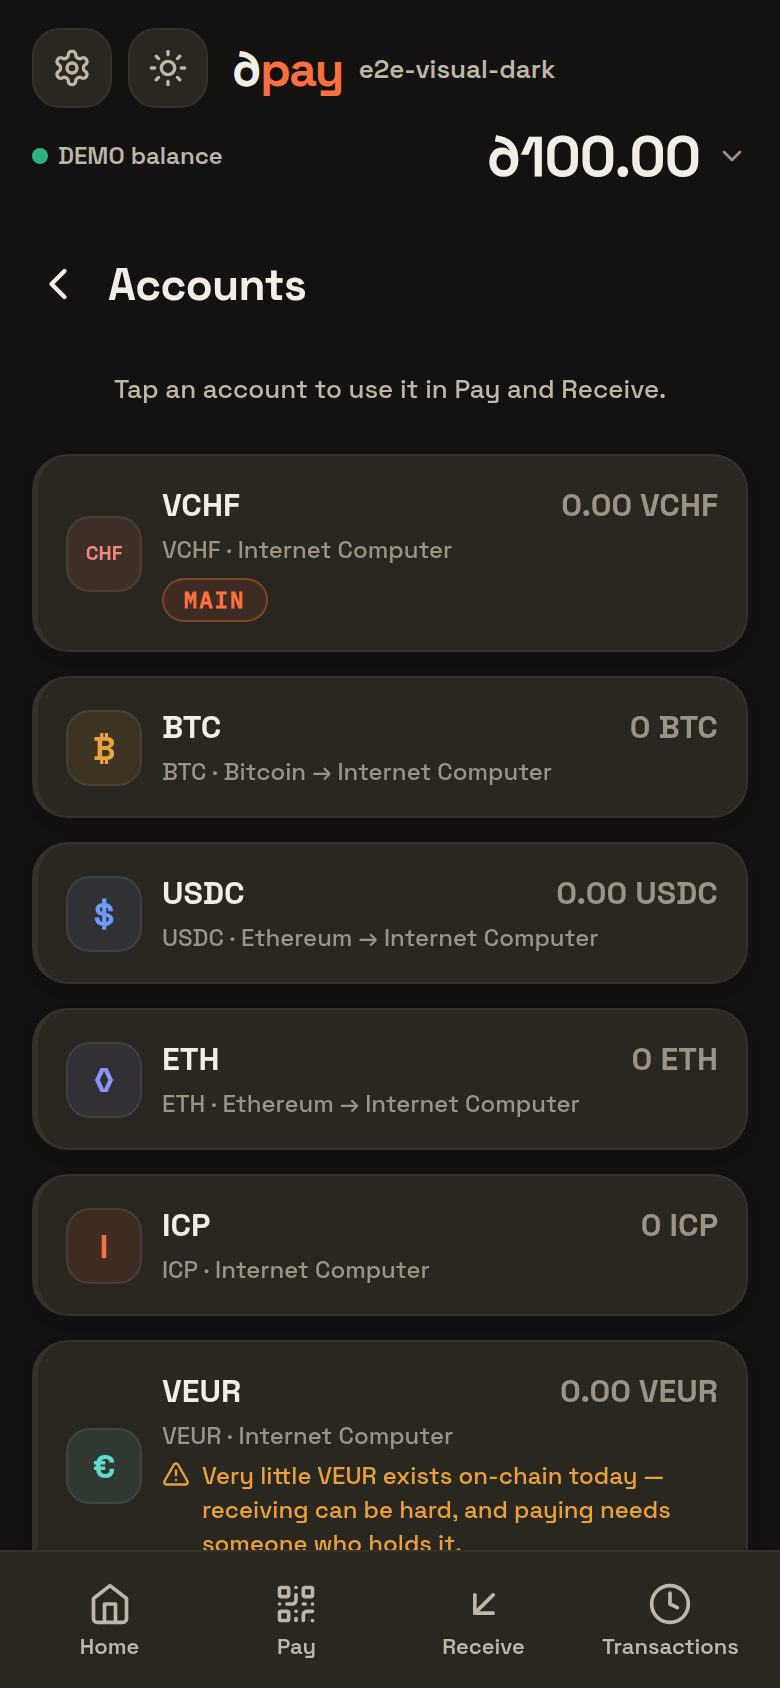 ∂pay e2e-visual-dark
DEMO balance ∂100.00
Accounts
Tap an account to use it in Pay and Receive.
CHF
VCHF 0.00 VCHF
VCHF · Internet Computer
MAIN
₿
BTC 0 BTC
BTC · Bitcoin → Internet Computer
$
USDC 0.00 USDC
USDC · Ethereum → Internet Computer
ETH 0 ETH
ETH · Ethereum → Internet Computer
I
ICP 0 ICP
ICP · Internet Computer
€
VEUR 0.00 VEUR
VEUR · Internet Computer
Very little VEUR exists on-chain today —
receiving can be hard, and paying needs
someone who holds it.
Home Pay Receive Transactions